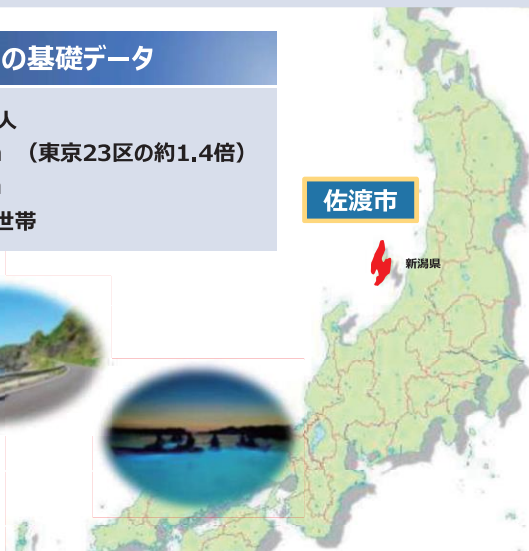 の基礎データ
人
（東京23区の約1.4倍）
世帯
佐渡市
新潟県